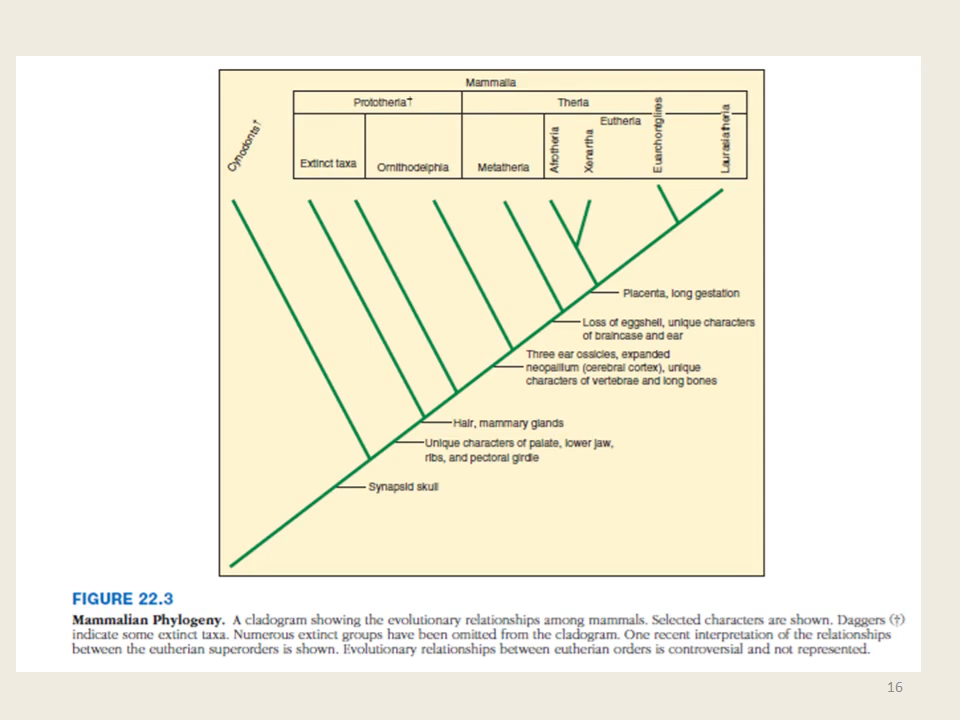 Mammalia
Prototheria†
Theria
Cynodonts†
Extinct taxa
Ornithodelphia
Metatheria
Eutheria
Afrotheria
Xenartha
Euarchontoglires
Laurasiatheria
Placenta, long gestation
Loss of eggshell, unique characters
of braincase and ear
Three ear ossicles, expanded
neopallium (cerebral cortex), unique
characters of vertebrae and long bones
Hair, mammary glands
Unique characters of palate, lower jaw,
ribs, and pectoral girdle
Synapsid skull
FIGURE 22.3
Mammalian Phylogeny. A cladogram showing the evolutionary relationships among mammals. Selected characters are shown. Daggers (†)
indicate some extinct taxa. Numerous extinct groups have been omitted from the cladogram. One recent interpretation of the relationships
between the eutherian superorders is shown. Evolutionary relationships between eutherian orders is controversial and not represented.
16